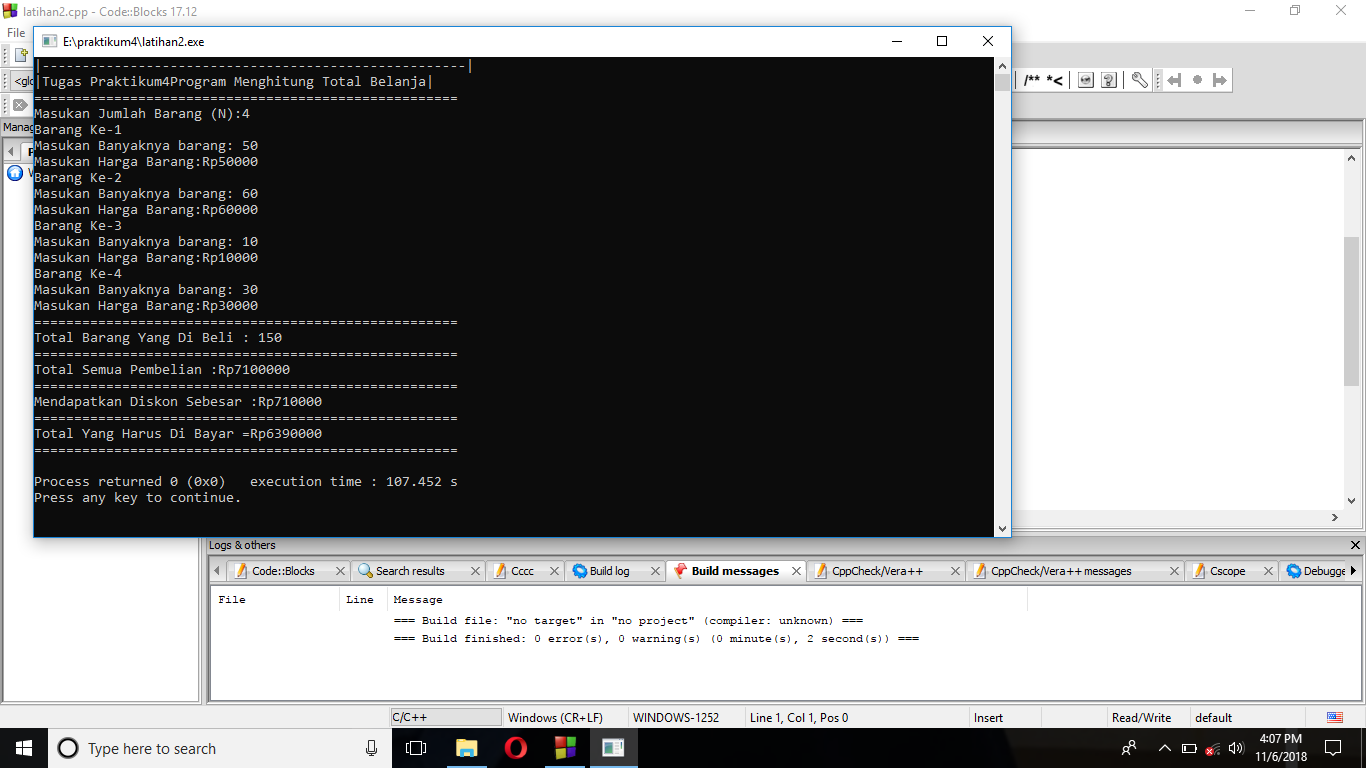 latihan2.cpp - Code::Blocks 17.12
File
E:\praktikum4\latihan2.exe
<glo
/** *<
Manag
|-----------------------------------------------------|
|Tugas Praktikum4Program Menghitung Total Belanja|
=====================================================
Masukan Jumlah Barang (N):4
Barang Ke-1
Masukan Banyaknya barang: 50
Masukan Harga Barang:Rp50000
Barang Ke-2
Masukan Banyaknya barang: 60
Masukan Harga Barang:Rp60000
Barang Ke-3
Masukan Banyaknya barang: 10
Masukan Harga Barang:Rp10000
Barang Ke-4
Masukan Banyaknya barang: 30
Masukan Harga Barang:Rp30000
=====================================================
Total Barang Yang Di Beli : 150
=====================================================
Total Semua Pembelian :Rp7100000
=====================================================
Mendapatkan Diskon Sebesar :Rp710000
=====================================================
Total Yang Harus Di Bayar =Rp6390000
=====================================================
Process returned 0 (0x0)   execution time : 107.452 s
Press any key to continue.
Logs & others
Code::Blocks Search results Cccc Build log Build messages CppCheck/Vera++ CppCheck/Vera++ messages Cscope Debugge
File Line Message
=== Build file: "no target" in "no project" (compiler: unknown) ===
=== Build finished: 0 error(s), 0 warning(s) (0 minute(s), 2 second(s)) ===
C/C++ Windows (CR+LF) WINDOWS-1252 Line 1, Col 1, Pos 0 Insert Read/Write default
Type here to search
4:07 PM
11/6/2018